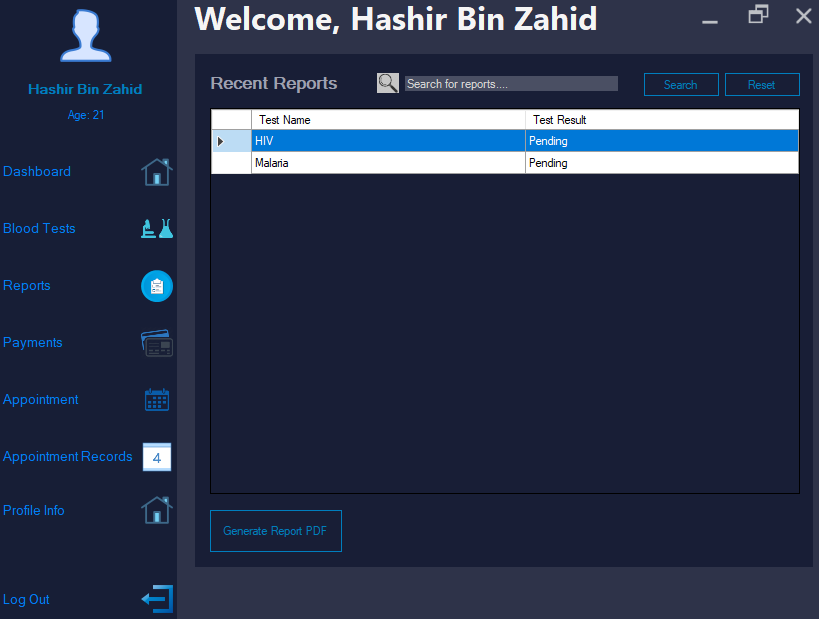 Welcome, Hashir Bin Zahid
Hashir Bin Zahid
Age: 21
Dashboard
Blood Tests
Reports
Payments
Appointment
Appointment Records
4
Profile Info
Log Out
Recent Reports
Search for reports....
Search
Reset
Test Name Test Result
HIV Pending
Malaria Pending
Generate Report PDF